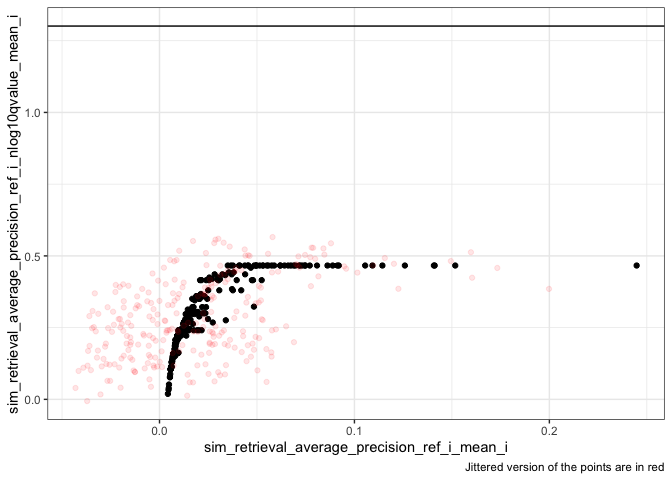 sim_retrieval_average_precision_ref_i_nlog10qvalue_mean_i
1.0
0.5
0.0
0.0
0.1
0.2
sim_retrieval_average_precision_ref_i_mean_i
Jittered version of the points are in red